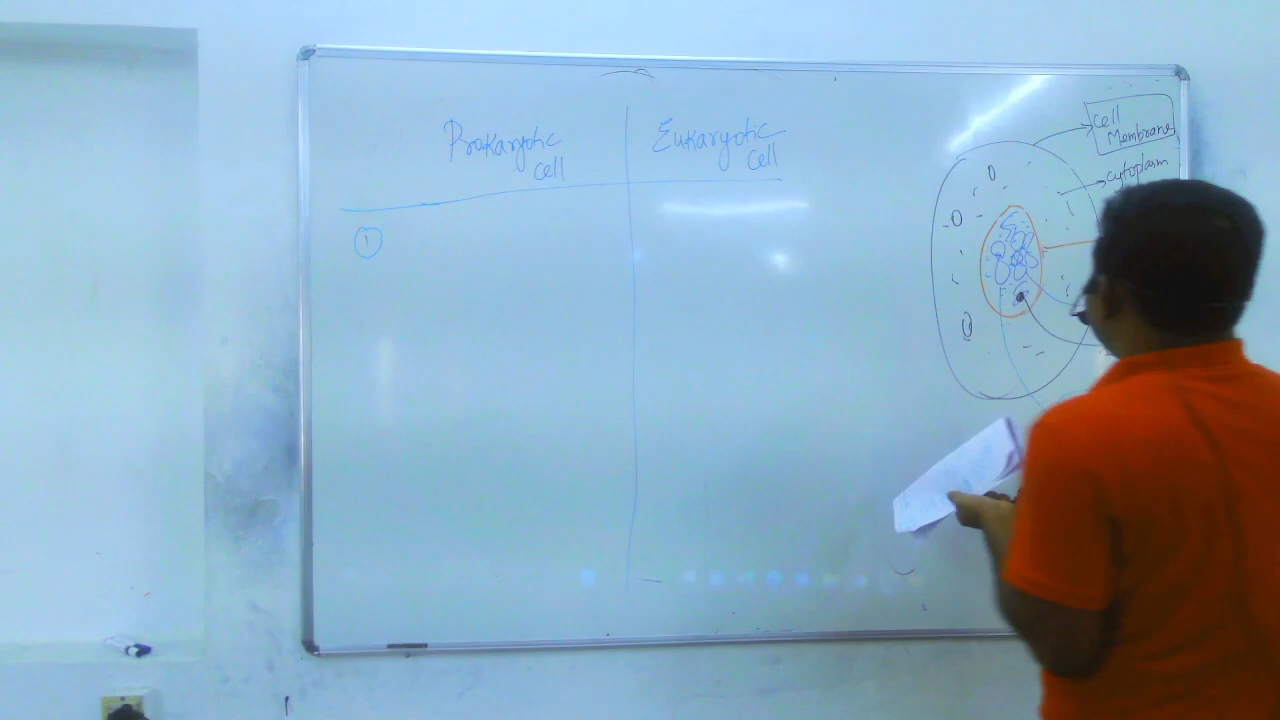 Prokaryotic
cell
Eukaryotic
cell
1
Cell
Membrane
cytoplasm